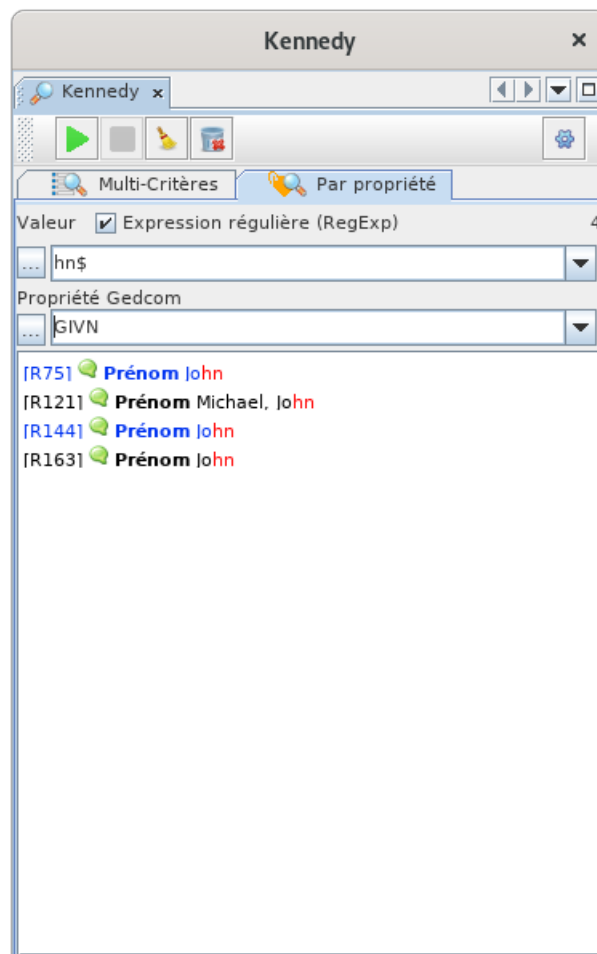 Kennedy
Kennedy
Multi-Critères Par propriété
Valeur Expression régulière (RegExp) 4
... hn$
Propriété Gedcom
... GIVN
[R75] Prénom John
[R121] Prénom Michael, John
[R144] Prénom John
[R163] Prénom John